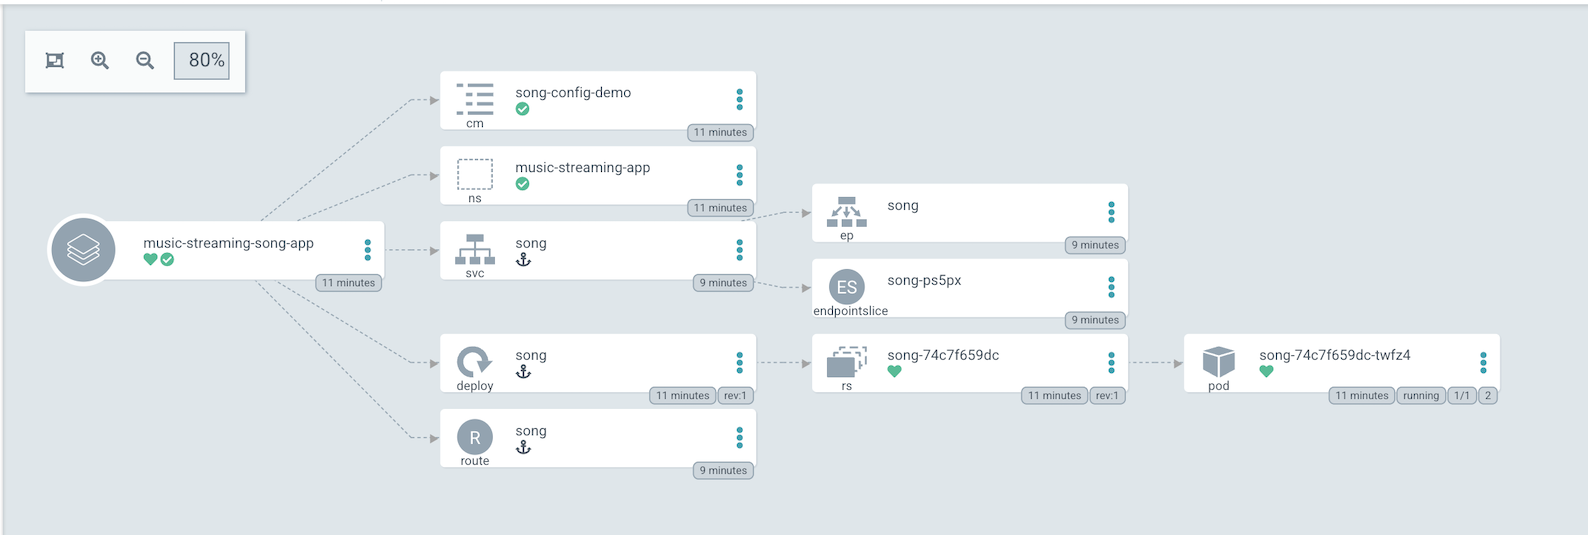 80%
song-config-demo
cm
11 minutes
music-streaming-app
ns
11 minutes
song
ep
9 minutes
music-streaming-song-app
11 minutes
song
svc
9 minutes
ES
song-ps5px
endpointslice
9 minutes
song
deploy
11 minutes rev:1
song-74c7f659dc
rs
11 minutes rev:1
song-74c7f659dc-twfz4
pod
11 minutes running 1/1 2
R
song
route
9 minutes